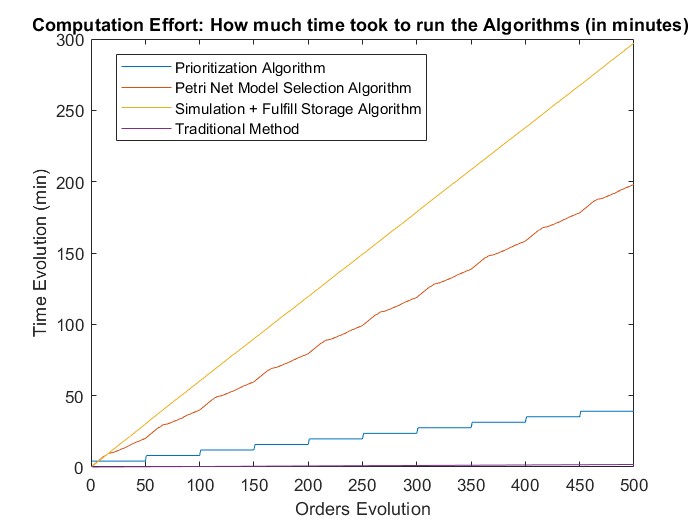 Computation Effort: How much time took to run the Algorithms (in minutes)
300
250
200
150
100
50
0
Time Evolution (min)
Prioritization Algorithm
Petri Net Model Selection Algorithm
Simulation + Fulfill Storage Algorithm
Traditional Method
0 50 100 150 200 250 300 350 400 450 500
Orders Evolution